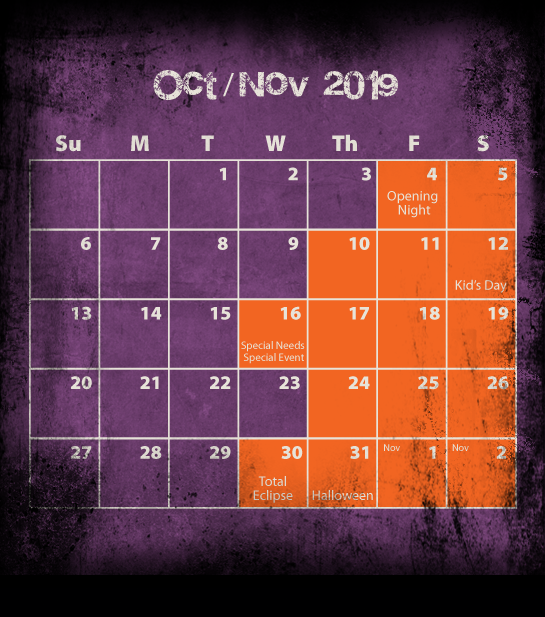 Oct/Nov 2019
Su M T W Th F S
1 2 3 4 5
Opening
Night
6 7 8 9 10 11 12
Kid's Day
13 14 15 16 17 18 19
Special Needs
Special Event
20 21 22 23 24 25 26
27 28 29 30 31 Nov 1 Nov 2
Total
Eclipse Halloween